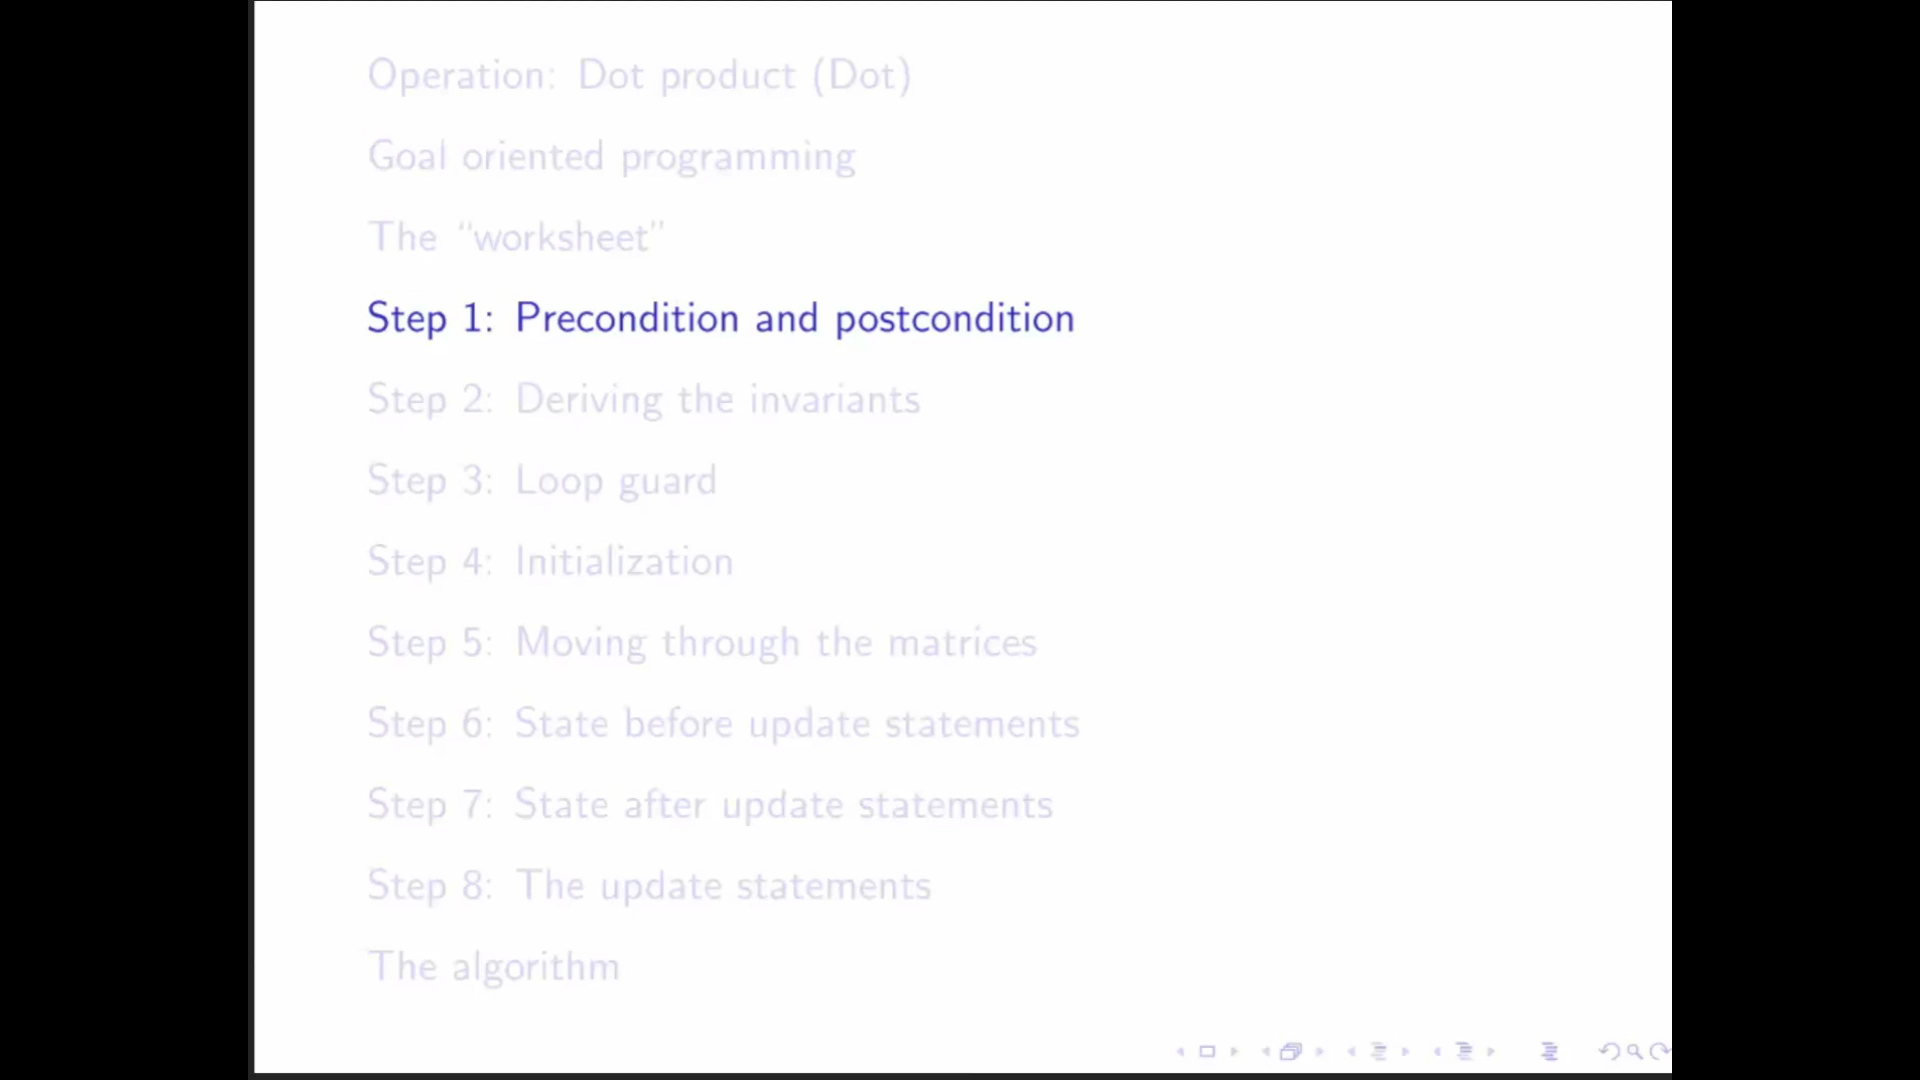 Operation: Dot product (Dot)
Goal oriented programming
The “worksheet”
Step 1: Precondition and postcondition
Step 2: Deriving the invariants
Step 3: Loop guard
Step 4: Initialization
Step 5: Moving through the matrices
Step 6: State before update statements
Step 7: State after update statements
Step 8: The update statements
The algorithm